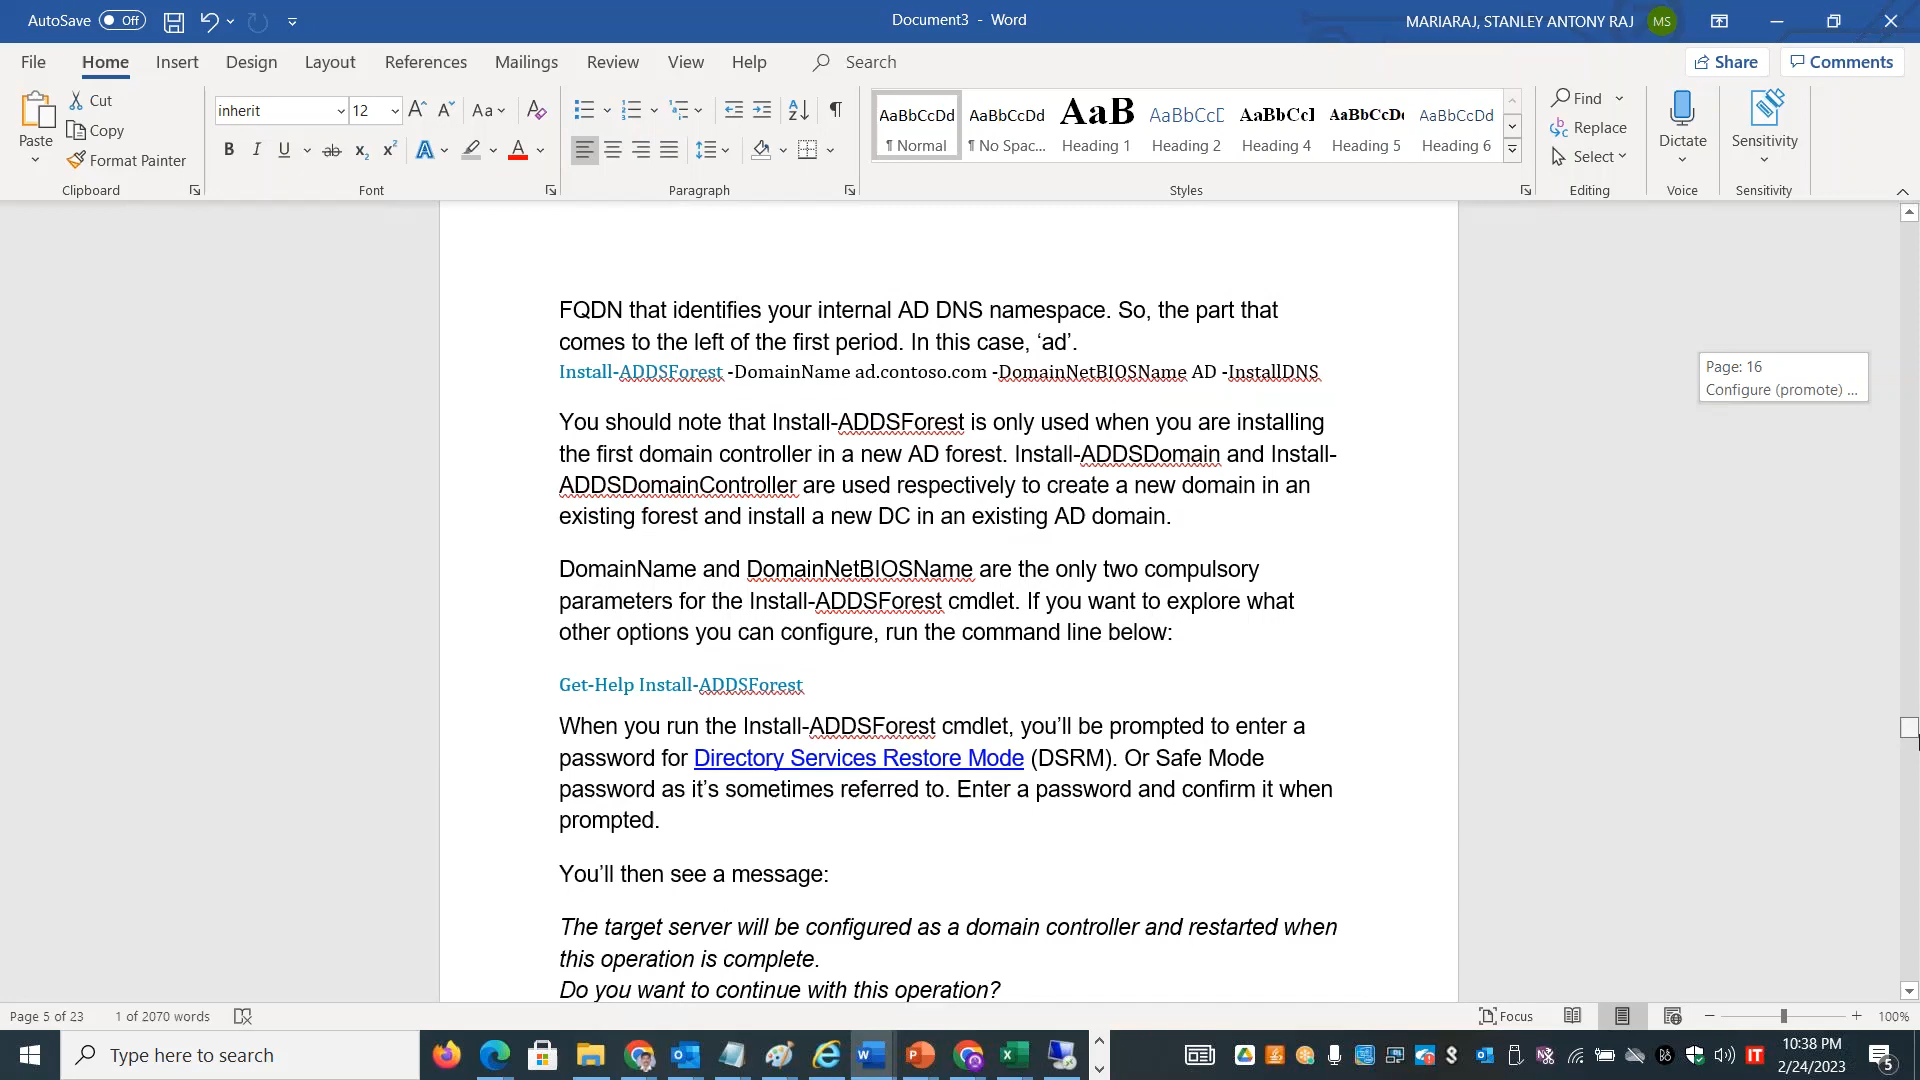 AutoSave Off
Document3 - Word
MARIARAJ, STANLEY ANTONY RAJ MS
File Home Insert Design Layout References Mailings Review View Help Search
Share Comments
Paste
Cut
Copy
Format Painter
Clipboard
inherit 12
Aa
B I U ab x₂ x² A A
Font
Paragraph
AaBbCcDd AaBbCcDd AaB AaBbCcD AaBbCcI AaBbCcDc AaBbCcDd
¶ Normal ¶ No Spac... Heading 1 Heading 2 Heading 4 Heading 5 Heading 6
Styles
Find
Replace
Select
Editing
Dictate
Voice
Sensitivity
Sensitivity
FQDN that identifies your internal AD DNS namespace. So, the part that
comes to the left of the first period. In this case, ‘ad’.
Install-ADDSForest -DomainName ad.contoso.com -DomainNetBIOSName AD -InstallDNS
You should note that Install-ADDSForest is only used when you are installing
the first domain controller in a new AD forest. Install-ADDSDomain and Install-
ADDSDomainController are used respectively to create a new domain in an
existing forest and install a new DC in an existing AD domain.
DomainName and DomainNetBIOSName are the only two compulsory
parameters for the Install-ADDSForest cmdlet. If you want to explore what
other options you can configure, run the command line below:
Get-Help Install-ADDSForest
When you run the Install-ADDSForest cmdlet, you’ll be prompted to enter a
password for Directory Services Restore Mode (DSRM). Or Safe Mode
password as it’s sometimes referred to. Enter a password and confirm it when
prompted.
You’ll then see a message:
The target server will be configured as a domain controller and restarted when
this operation is complete.
Do you want to continue with this operation?
Page: 16
Configure (promote) ...
Page 5 of 23 1 of 2070 words
Focus
100%
Type here to search
10:38 PM
2/24/2023
5